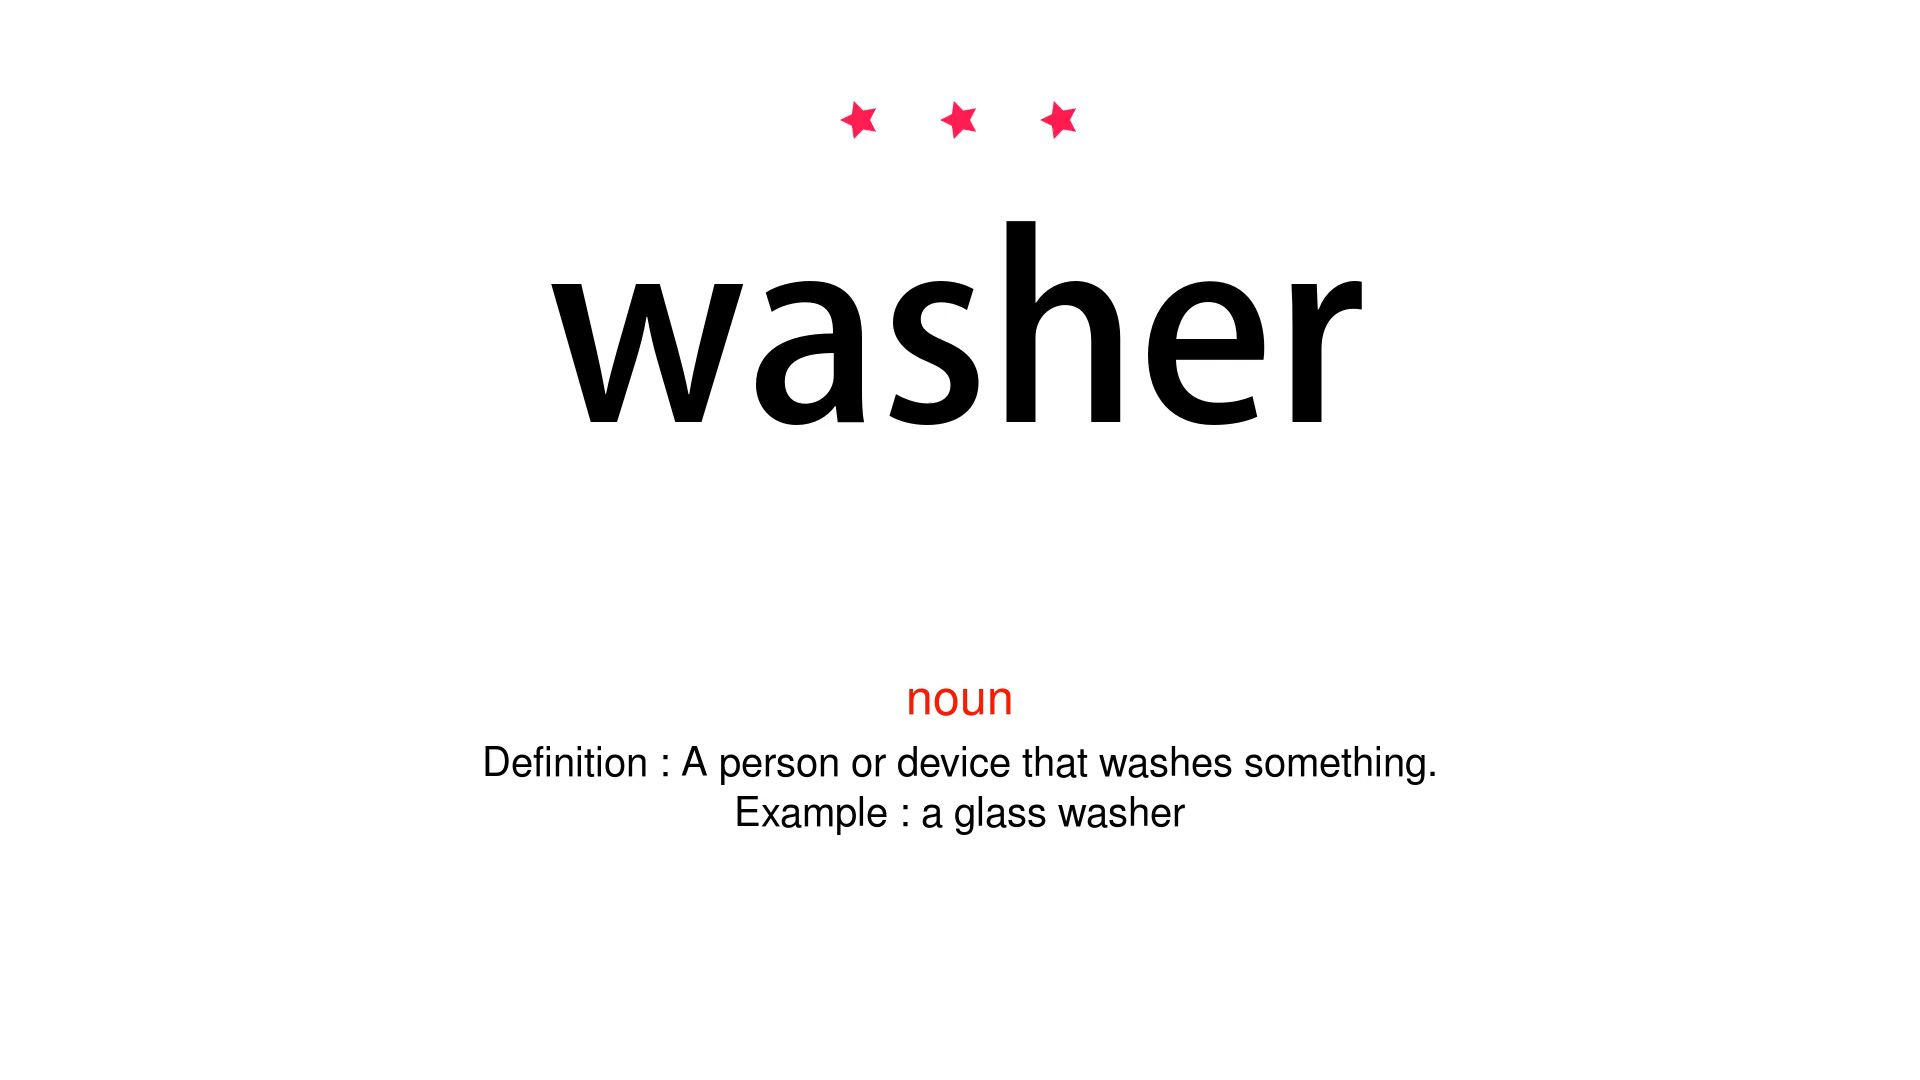 washer
noun
Definition : A person or device that washes something.
Example : a glass washer